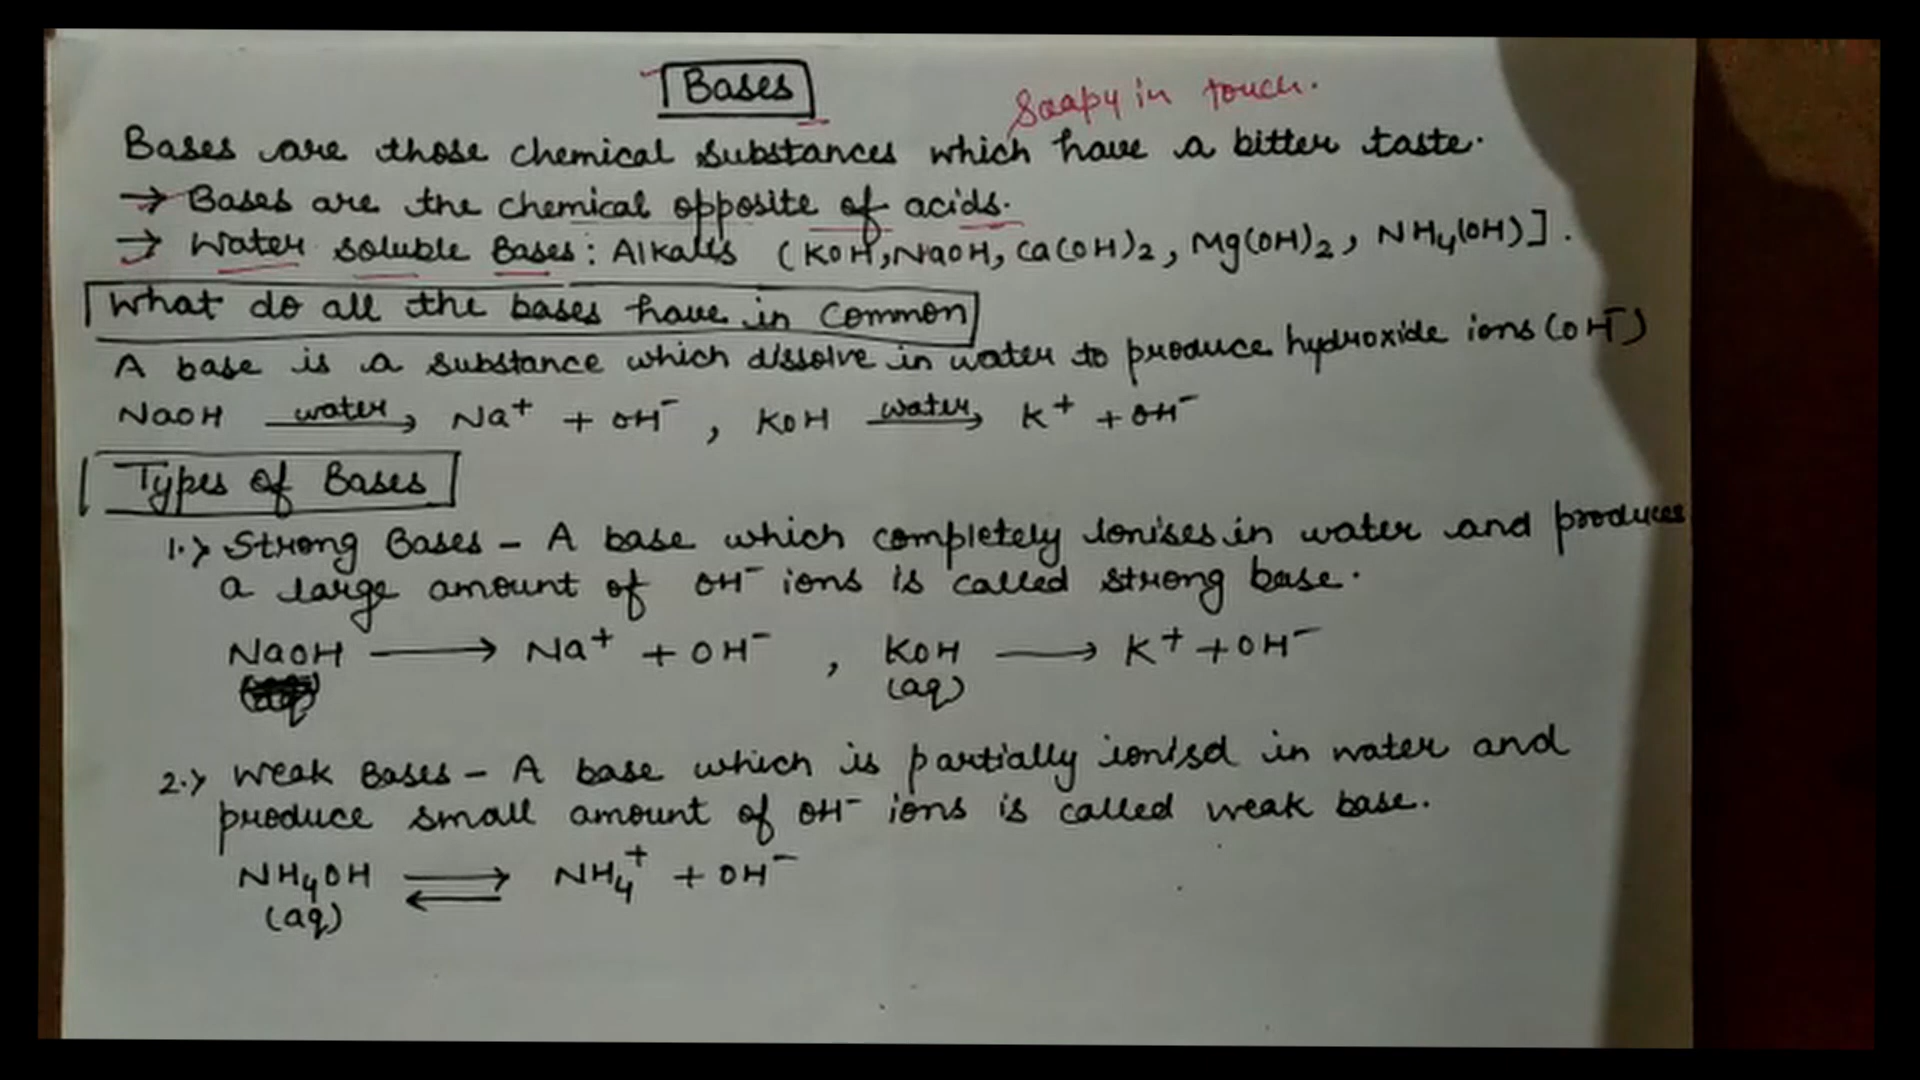 Bases
Soapy in touch.
Bases are those chemical substances which have a bitter taste.
→ Bases are the chemical opposite of acids.
→ Water soluble Bases : Alkalis (KOH, NaOH, Ca(OH)2, Mg(OH)2, NH4(OH)].
What do all the bases have in common
A base is a substance which dissolve in water to produce hydroxide ions (OH⁻)
NaOH water→ Na⁺ + OH⁻ , KOH water→ K⁺ + OH⁻
Types of Bases
1.> Strong Bases - A base which completely Ionises in water and produces
a large amount of OH⁻ ions is called strong base.
NaOH → Na⁺ + OH⁻ , KOH → K⁺ + OH⁻
(aq)
2.> Weak Bases - A base which is partially ionisd in water and
produce small amount of OH⁻ ions is called weak base.
NH4OH ⇌ NH4⁺ + OH⁻
(aq)